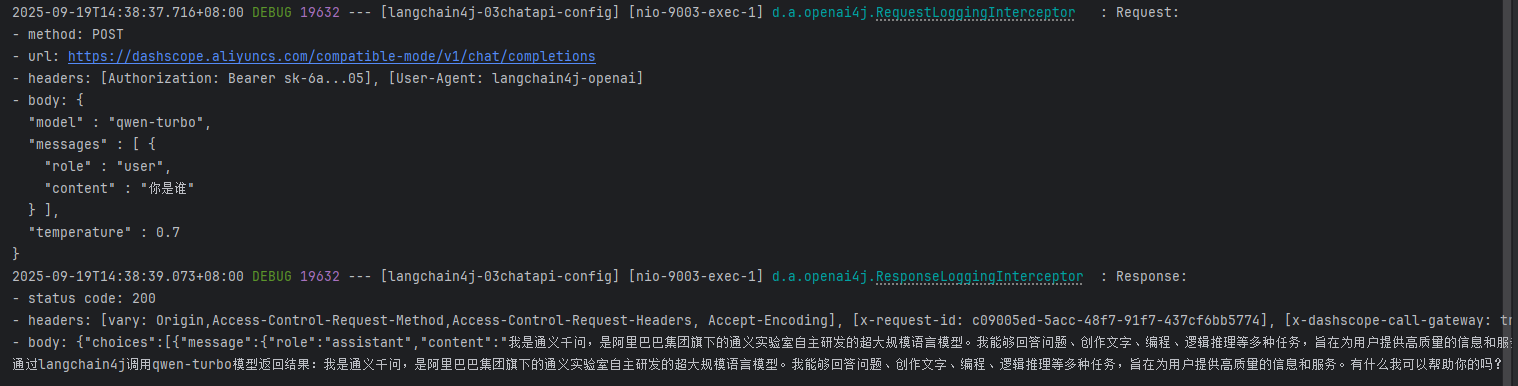 2025-09-19T14:38:37.716+08:00 DEBUG 19632 --- [langchain4j-03chatapi-config] [nio-9003-exec-1] d.a.openai4j.RequestLoggingInterceptor   : Request:
- method: POST
- url: https://dashscope.aliyuncs.com/compatible-mode/v1/chat/completions
- headers: [Authorization: Bearer sk-6a...05], [User-Agent: langchain4j-openai]
- body: {
  "model" : "qwen-turbo",
  "messages" : [ {
    "role" : "user",
    "content" : "你是谁"
  } ],
  "temperature" : 0.7
}
2025-09-19T14:38:39.073+08:00 DEBUG 19632 --- [langchain4j-03chatapi-config] [nio-9003-exec-1] d.a.openai4j.ResponseLoggingInterceptor  : Response:
- status code: 200
- headers: [vary: Origin,Access-Control-Request-Method,Access-Control-Request-Headers, Accept-Encoding], [x-request-id: c09005ed-5acc-48f7-91f7-437cf6bb5774], [x-dashscope-call-gateway: tr
- body: {"choices":[{"message":{"role":"assistant","content":"我是通义千问，是阿里巴巴集团旗下的通义实验室自主研发的超大规模语言模型。我能够回答问题、创作文字、编程、逻辑推理等多种任务，旨在为用户提供高质量的信息和服
通过langchain4j调用qwen-turbo模型返回结果：我是通义千问，是阿里巴巴集团旗下的通义实验室自主研发的超大规模语言模型。我能够回答问题、创作文字、编程、逻辑推理等多种任务，旨在为用户提供高质量的信息和服务。有什么我可以帮助你的吗？